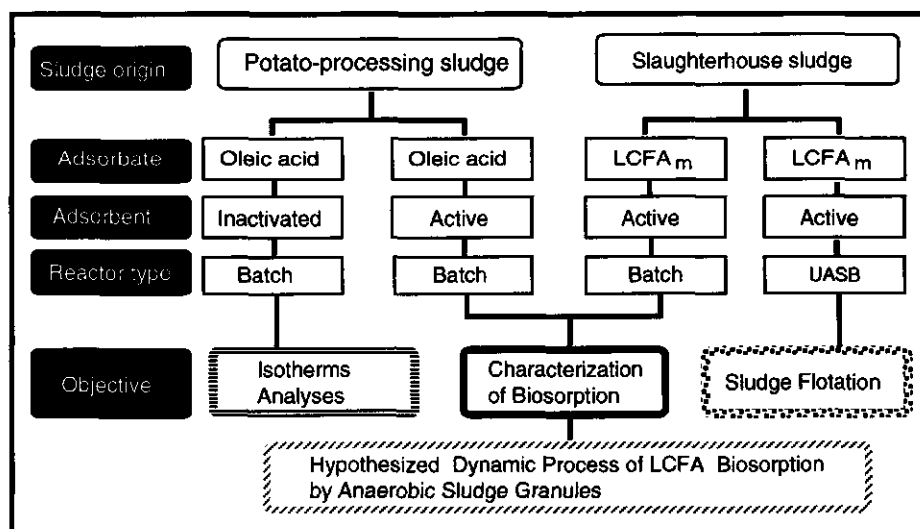 Sludge origin
Potato-processing sludge
Slaughterhouse sludge
Adsorbate
Oleic acid
Oleic acid
LCFA m
LCFA m
Adsorbent
Inactivated
Active
Active
Active
Reactor type
Batch
Batch
Batch
UASB
Objective
Isotherms
Analyses
Characterization
of Biosorption
Sludge Flotation
Hypothesized Dynamic Process of LCFA Biosorption
by Anaerobic Sludge Granules